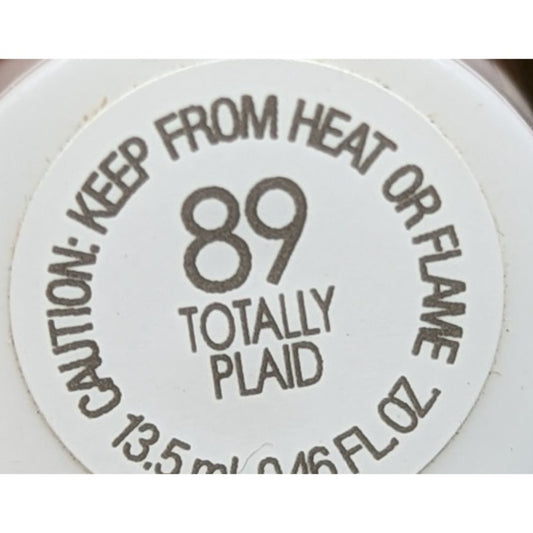 CAUTION: KEEP FROM HEAT OR FLAME
89
TOTALLY
PLAID
13.5 ml 0.46 FL. OZ